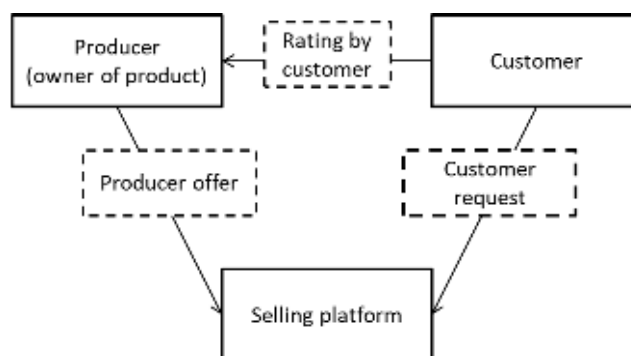 Producer
(owner of product)
Rating by
customer
Customer
Producer offer
Customer
request
Selling platform